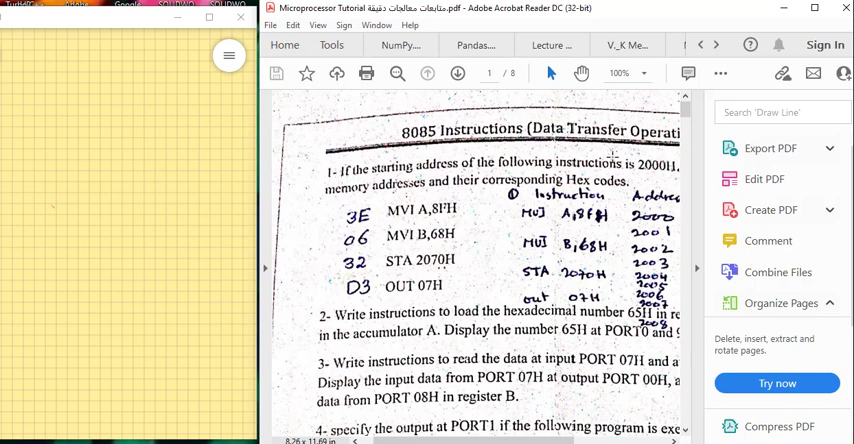 Microprocessor Tutorial متابعات معالجات دقيقة.pdf - Adobe Acrobat Reader DC (32-bit)
File Edit View Sign Window Help
Home Tools NumPy.... Pandas.... Lecture ... V._K Me... Sign In
1 / 8 100%
8085 Instructions (Data Transfer Operati
1- If the starting address of the following instructions is 2000H.
memory addresses and their corresponding Hex codes.
① Instruction Address
3E MVI A,8FH
MVI A,8FH 2000
2001
06 MVI B,68H
MVI B,68H 2002
2003
32 STA 2070H
STA 2070H 2004
2005
D3 OUT 07H
2006
out 07H 2007
2008
2- Write instructions to load the hexadecimal number 65H in re
in the accumulator A. Display the number 65H at PORT0 and
3- Write instructions to read the data at input PORT 07H and a
Display the input data from PORT 07H at output PORT 00H, a
data from PORT 08H in register B.
4- specify the output at PORT1 if the following program is exe
8.26 x 11.69 in
Search 'Draw Line'
Export PDF
Edit PDF
Create PDF
Comment
Combine Files
Organize Pages
Delete, insert, extract and
rotate pages.
Try now
Compress PDF